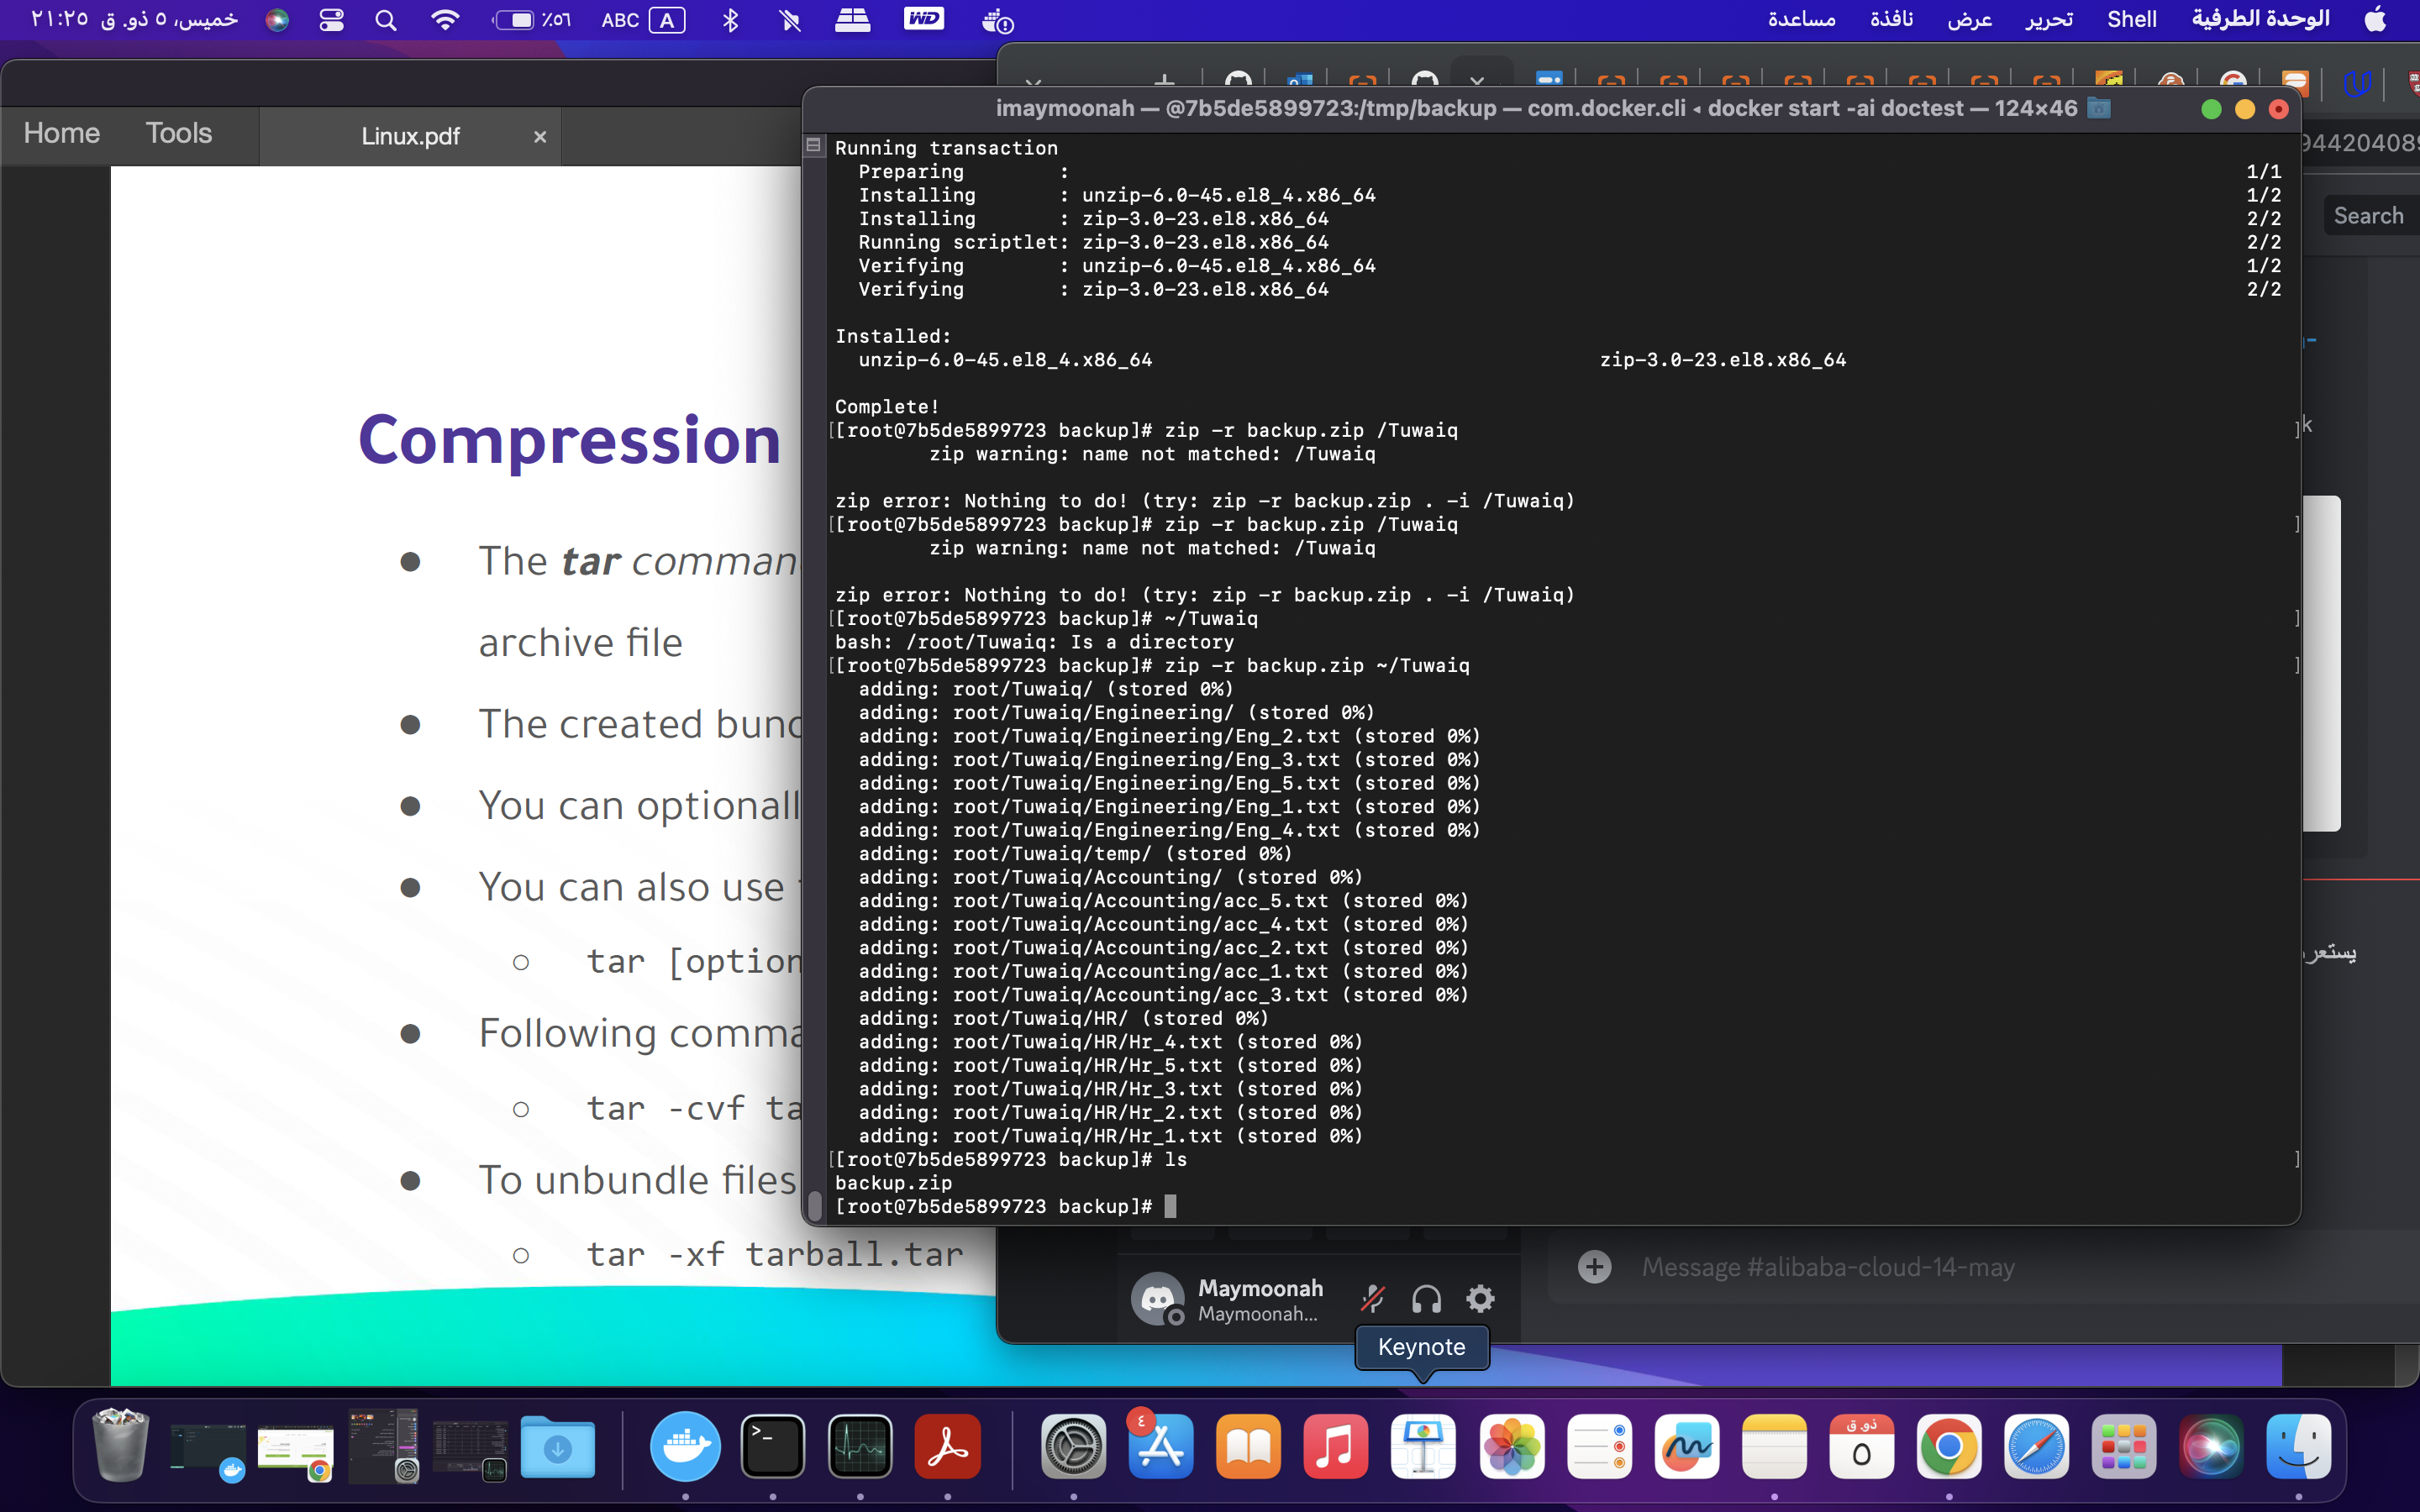 خميس، ٥ ذو. ق ٢١:٢٥
٪٥٦
ABC A
WD
مساعدة
نافذة
عرض
تحرير
Shell
الوحدة الطرفية
Home
Tools
Linux.pdf
Compression
● The tar
archive file
● The created
● You can
● You can also use
○ tar
● Following
○ tar -cvf
● To unbundle files
○ tar -xf tarball.tar
imaymoonah — @7b5de5899723:/tmp/backup — com.docker.cli ◂ docker start -ai doctest — 124×46
Running transaction
Preparing : 1/1
Installing : unzip-6.0-45.el8_4.x86_64 1/2
Installing : zip-3.0-23.el8.x86_64 2/2
Running scriptlet: zip-3.0-23.el8.x86_64 2/2
Verifying : unzip-6.0-45.el8_4.x86_64 1/2
Verifying : zip-3.0-23.el8.x86_64 2/2
Installed:
unzip-6.0-45.el8_4.x86_64 zip-3.0-23.el8.x86_64
Complete!
[[root@7b5de5899723 backup]# zip -r backup.zip /Tuwaiq ]
zip warning: name not matched: /Tuwaiq
zip error: Nothing to do! (try: zip -r backup.zip . -i /Tuwaiq)
[[root@7b5de5899723 backup]# zip -r backup.zip /Tuwaiq ]
zip warning: name not matched: /Tuwaiq
zip error: Nothing to do! (try: zip -r backup.zip . -i /Tuwaiq)
[[root@7b5de5899723 backup]# ~/Tuwaiq ]
bash: /root/Tuwaiq: Is a directory
[[root@7b5de5899723 backup]# zip -r backup.zip ~/Tuwaiq ]
adding: root/Tuwaiq/ (stored 0%)
adding: root/Tuwaiq/Engineering/ (stored 0%)
adding: root/Tuwaiq/Engineering/Eng_2.txt (stored 0%)
adding: root/Tuwaiq/Engineering/Eng_3.txt (stored 0%)
adding: root/Tuwaiq/Engineering/Eng_5.txt (stored 0%)
adding: root/Tuwaiq/Engineering/Eng_1.txt (stored 0%)
adding: root/Tuwaiq/Engineering/Eng_4.txt (stored 0%)
adding: root/Tuwaiq/temp/ (stored 0%)
adding: root/Tuwaiq/Accounting/ (stored 0%)
adding: root/Tuwaiq/Accounting/acc_5.txt (stored 0%)
adding: root/Tuwaiq/Accounting/acc_4.txt (stored 0%)
adding: root/Tuwaiq/Accounting/acc_2.txt (stored 0%)
adding: root/Tuwaiq/Accounting/acc_1.txt (stored 0%)
adding: root/Tuwaiq/Accounting/acc_3.txt (stored 0%)
adding: root/Tuwaiq/HR/ (stored 0%)
adding: root/Tuwaiq/HR/Hr_4.txt (stored 0%)
adding: root/Tuwaiq/HR/Hr_5.txt (stored 0%)
adding: root/Tuwaiq/HR/Hr_3.txt (stored 0%)
adding: root/Tuwaiq/HR/Hr_2.txt (stored 0%)
adding: root/Tuwaiq/HR/Hr_1.txt (stored 0%)
[[root@7b5de5899723 backup]# ls ]
backup.zip
[root@7b5de5899723 backup]#
Search
Maymoonah
Maymoonah...
Message #alibaba-cloud-14-may
Keynote
٤
ذو.ق
٥